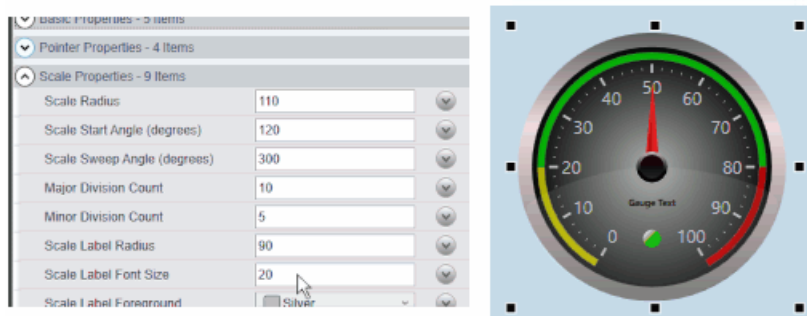 Basic Properties - 5 Items
Pointer Properties - 4 Items
Scale Properties - 9 Items
Scale Radius 110
Scale Start Angle (degrees) 120
Scale Sweep Angle (degrees) 300
Major Division Count 10
Minor Division Count 5
Scale Label Radius 90
Scale Label Font Size 20
Scale Label Foreground Silver
50
40 60
30 70
20 80
Gauge Text
10 90
0 100